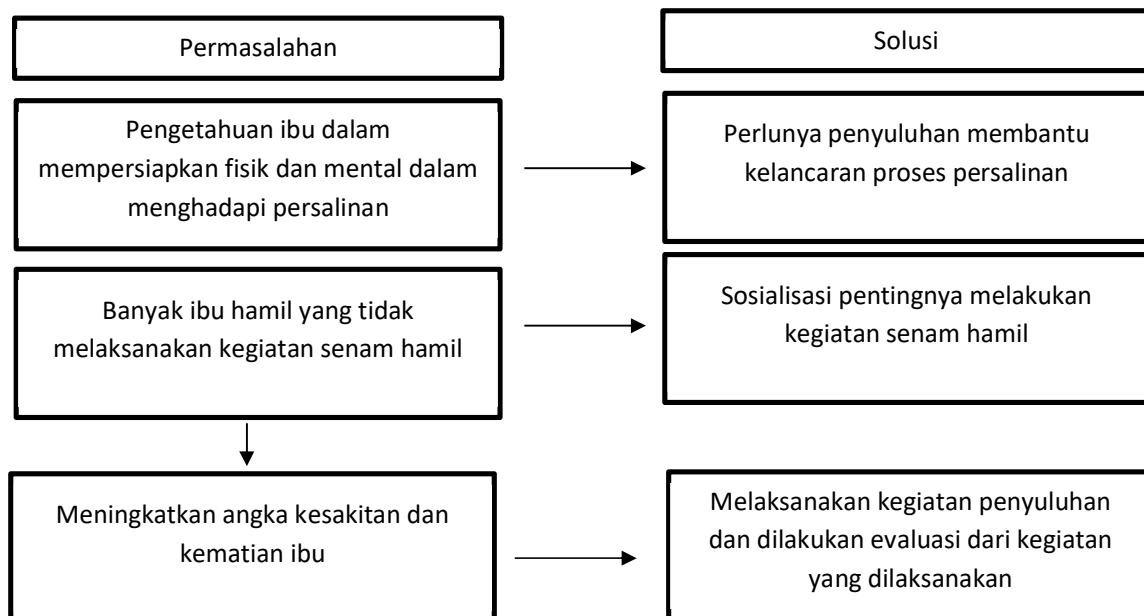 Permasalahan
Solusi
Pengetahuan ibu dalam
mempersiapkan fisik dan mental dalam
menghadapi persalinan
Perlunya penyuluhan membantu
kelancaran proses persalinan
Banyak ibu hamil yang tidak
melaksanakan kegiatan senam hamil
Sosialisasi pentingnya melakukan
kegiatan senam hamil
Meningkatkan angka kesakitan dan
kematian ibu
Melaksanakan kegiatan penyuluhan
dan dilakukan evaluasi dari kegiatan
yang dilaksanakan